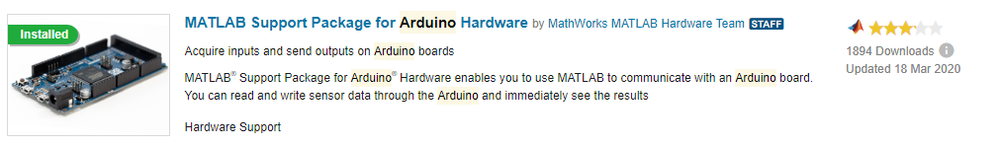 Installed
MATLAB Support Package for Arduino Hardware by MathWorks MATLAB Hardware Team STAFF
Acquire inputs and send outputs on Arduino boards
MATLAB® Support Package for Arduino® Hardware enables you to use MATLAB to communicate with an Arduino board.
You can read and write sensor data through the Arduino and immediately see the results
Hardware Support
1894 Downloads
Updated 18 Mar 2020